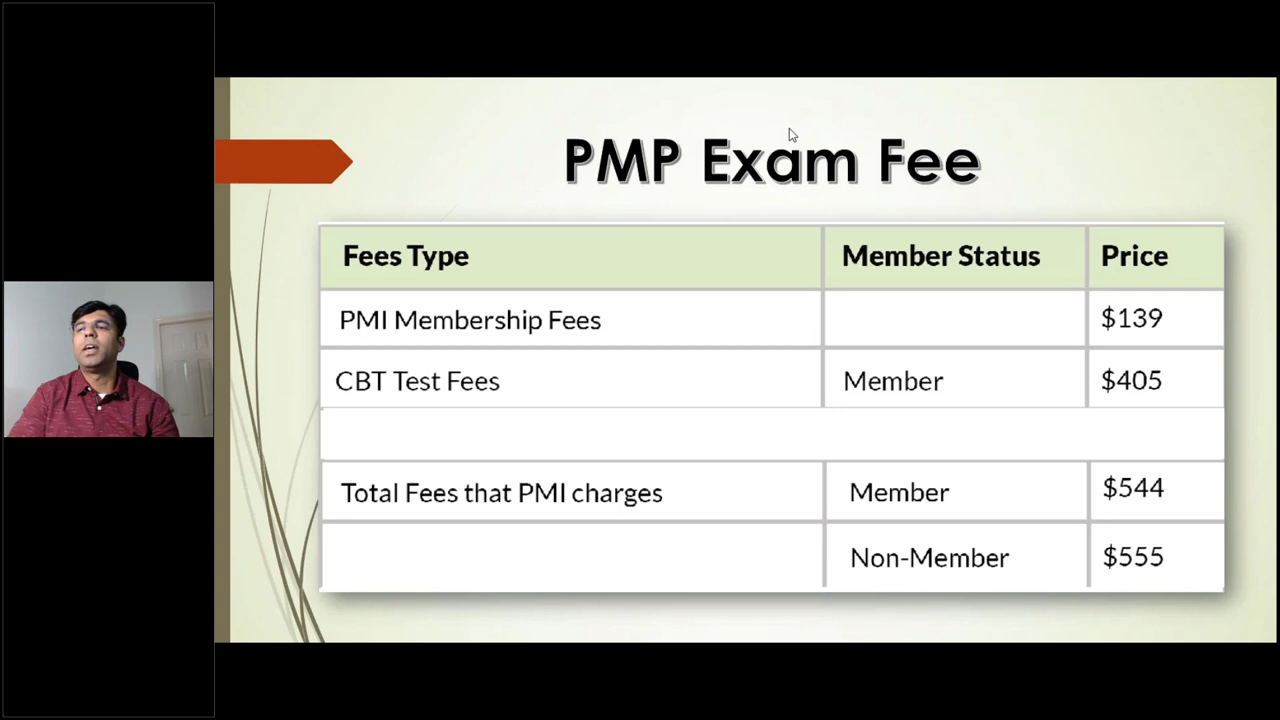 PMP Exam Fee
Fees Type Member Status Price
PMI Membership Fees $139
CBT Test Fees Member $405
Total Fees that PMI charges Member $544
Non-Member $555